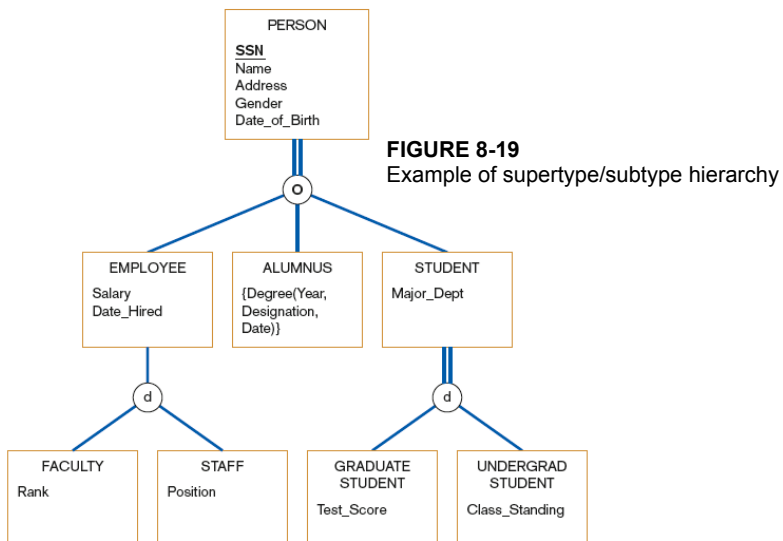 PERSON
SSN
Name
Address
Gender
Date_of_Birth
FIGURE 8-19
Example of supertype/subtype hierarchy
O
EMPLOYEE
Salary
Date_Hired
ALUMNUS
{Degree(Year,
Designation,
Date)}
STUDENT
Major_Dept
d
d
FACULTY
Rank
STAFF
Position
GRADUATE
STUDENT
Test_Score
UNDERGRAD
STUDENT
Class_Standing